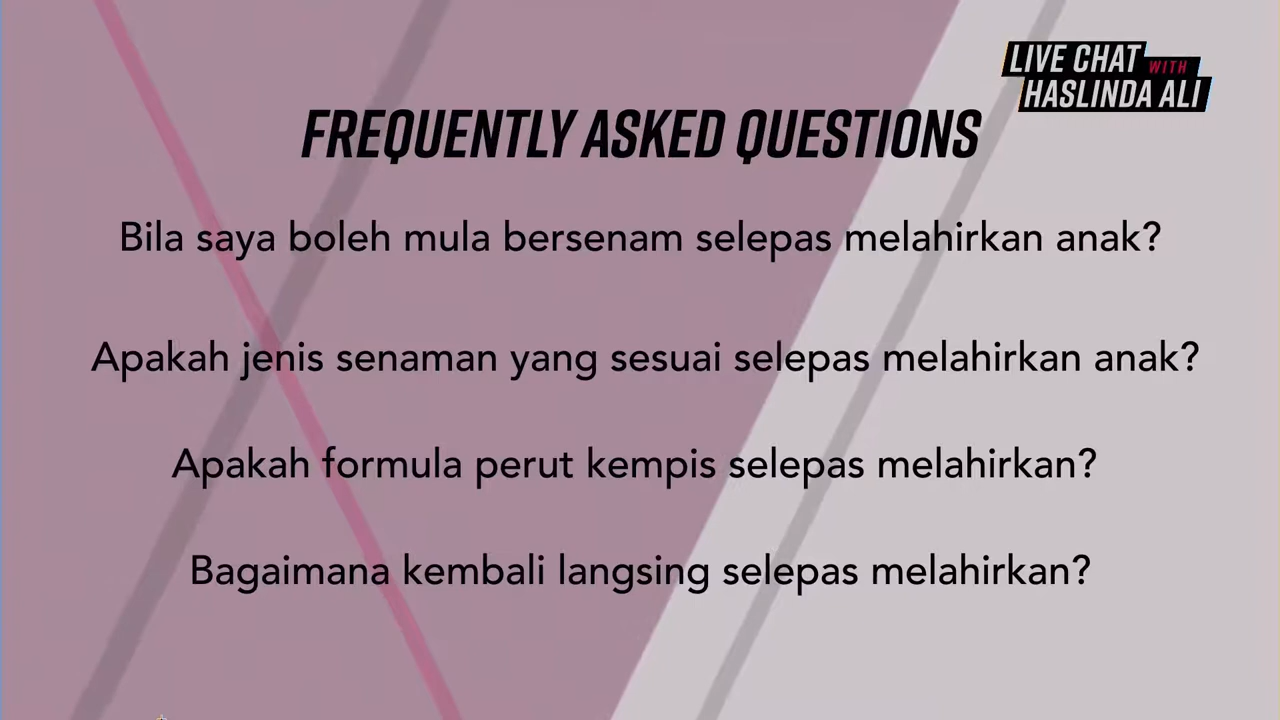 LIVE CHAT WITH
HASLINDA ALI
FREQUENTLY ASKED QUESTIONS
Bila saya boleh mula bersenam selepas melahirkan anak?
Apakah jenis senaman yang sesuai selepas melahirkan anak?
Apakah formula perut kempis selepas melahirkan?
Bagaimana kembali langsing selepas melahirkan?